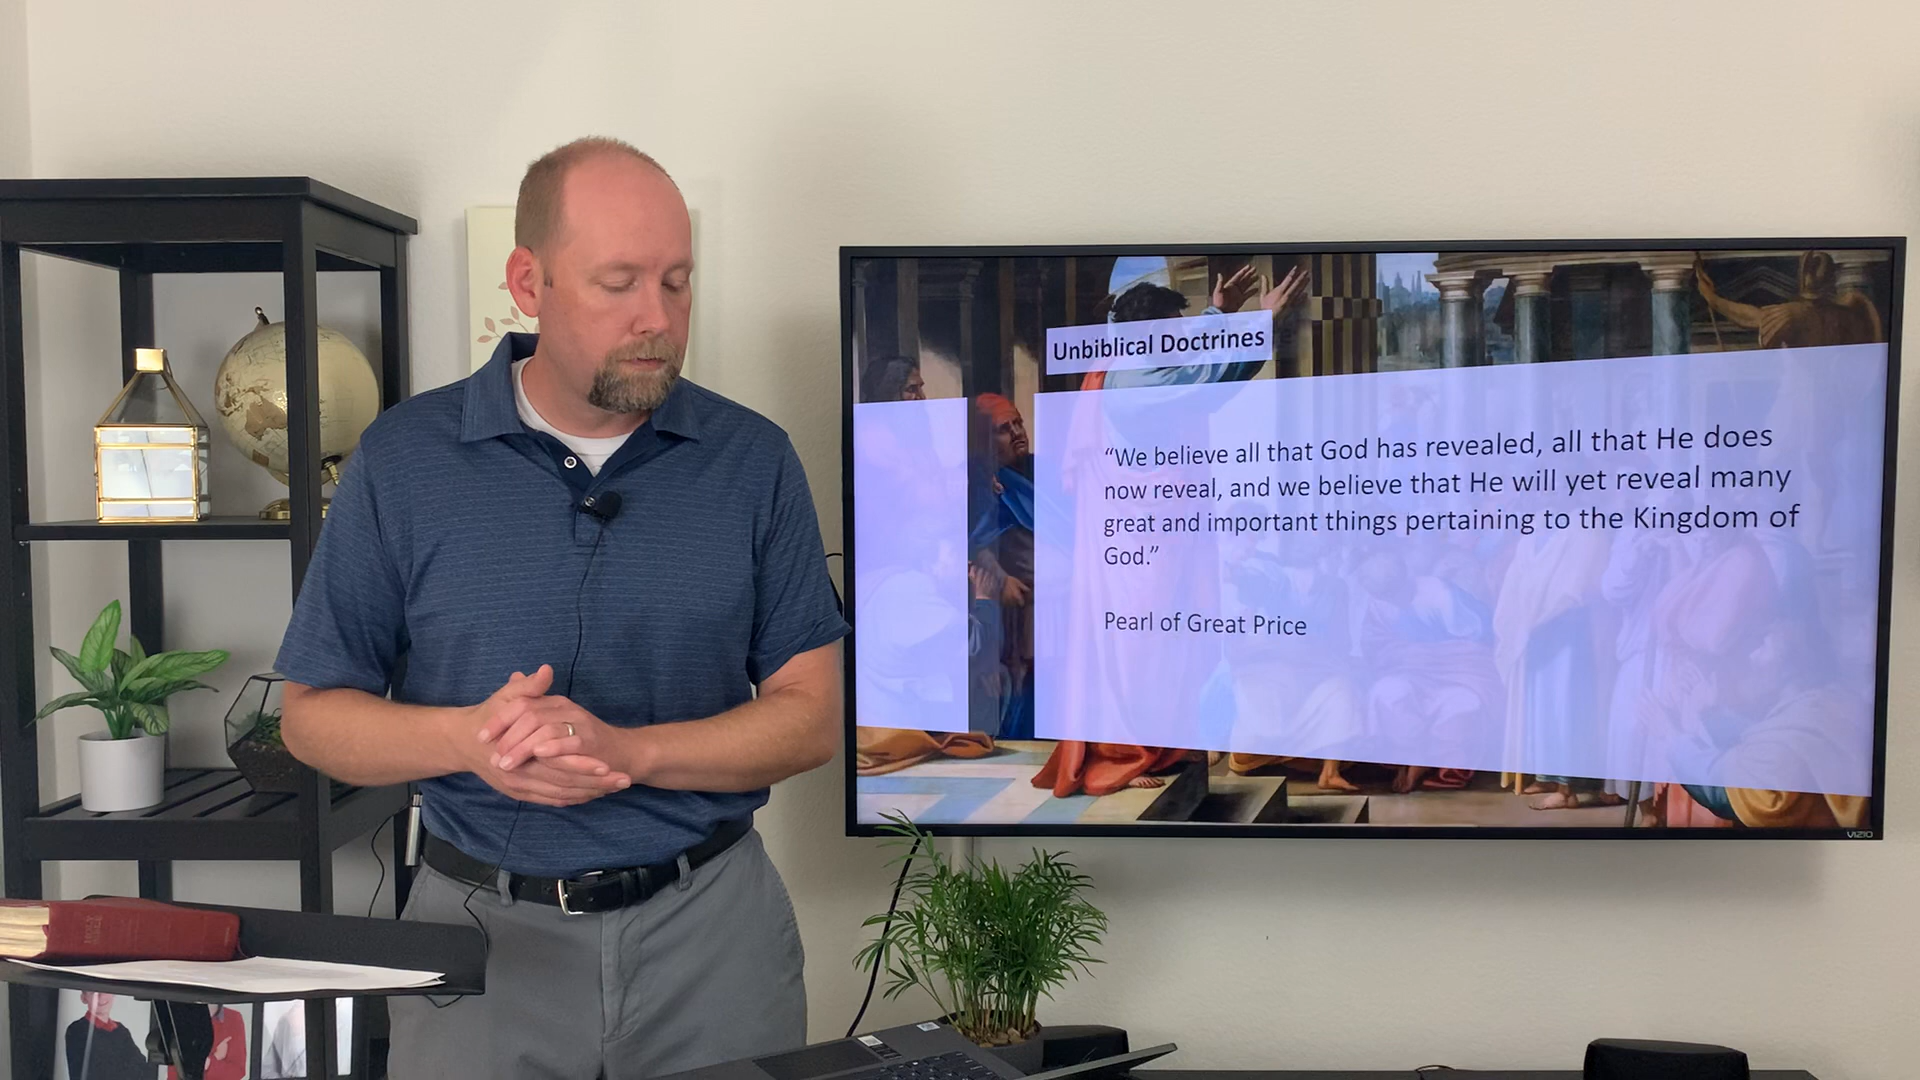 Unbiblical Doctrines
“We believe all that God has revealed, all that He does
now reveal, and we believe that He will yet reveal many
great and important things pertaining to the Kingdom of
God.”
Pearl of Great Price
VIZIO
HOLY
BIBLE